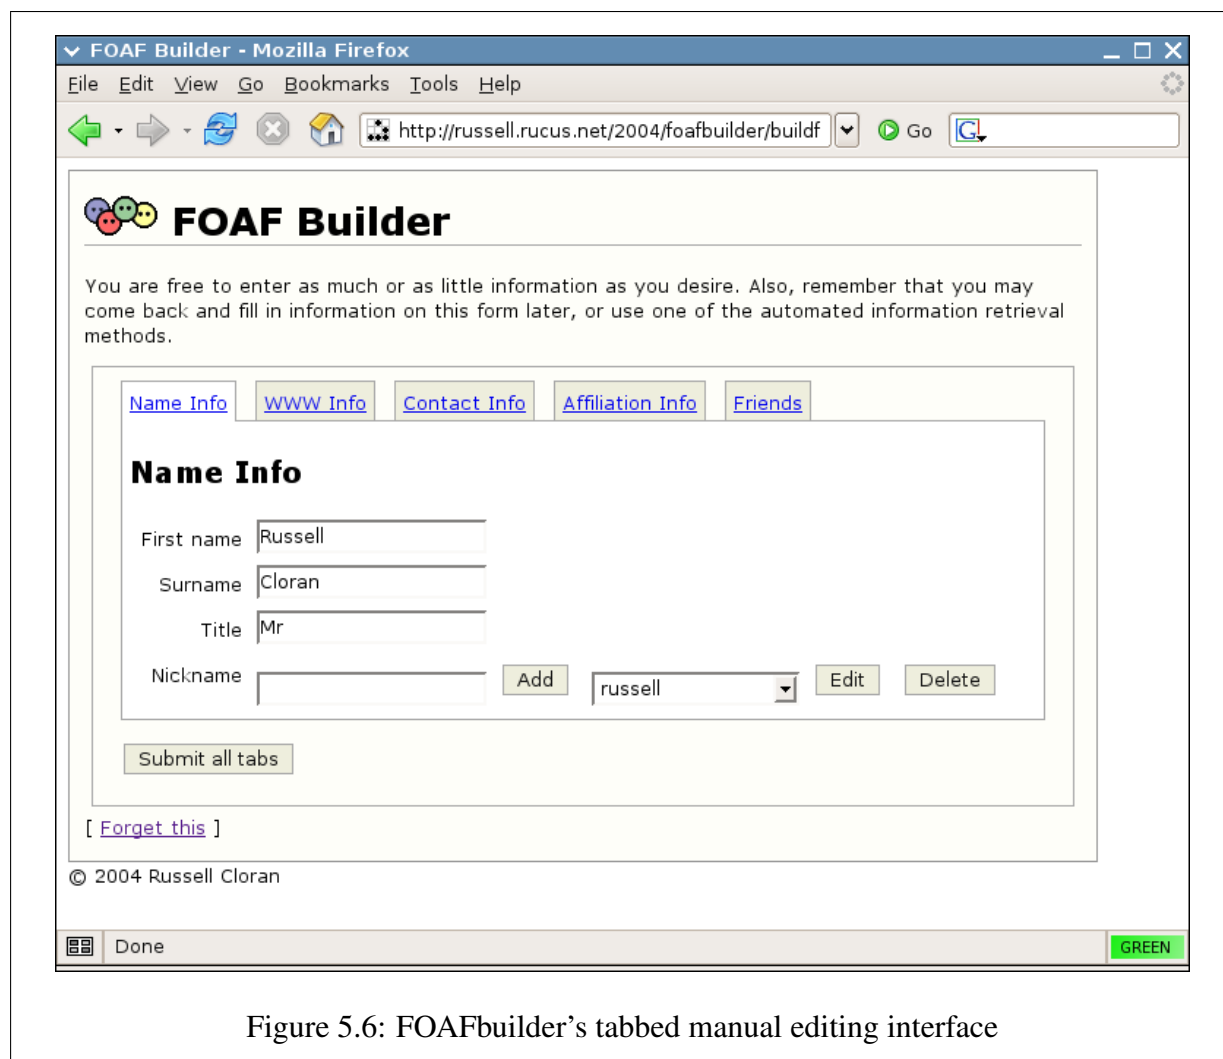 FOAF Builder - Mozilla Firefox
File Edit View Go Bookmarks Tools Help
http://russell.rucus.net/2004/foafbuilder/buildf Go G
FOAF Builder
You are free to enter as much or as little information as you desire. Also, remember that you may
come back and fill in information on this form later, or use one of the automated information retrieval
methods.
Name Info WWW Info Contact Info Affiliation Info Friends
Name Info
First name Russell
Surname Cloran
Title Mr
Nickname Add russell Edit Delete
Submit all tabs
[ Forget this ]
© 2004 Russell Cloran
Done GREEN
Figure 5.6: FOAFbuilder's tabbed manual editing interface